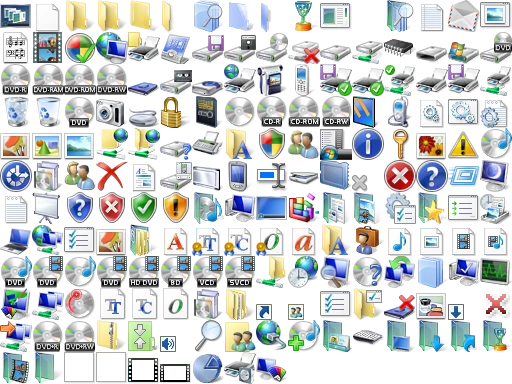 DVD
DVD-R DVD-RAM DVD-ROM DVD-RW
DVD CD-R CD-ROM CD-RW
A
i
?
A T C O a A
DVD DVD DVD HD DVD BD VCD SVCD
T C O
DVD+R DVD+RW